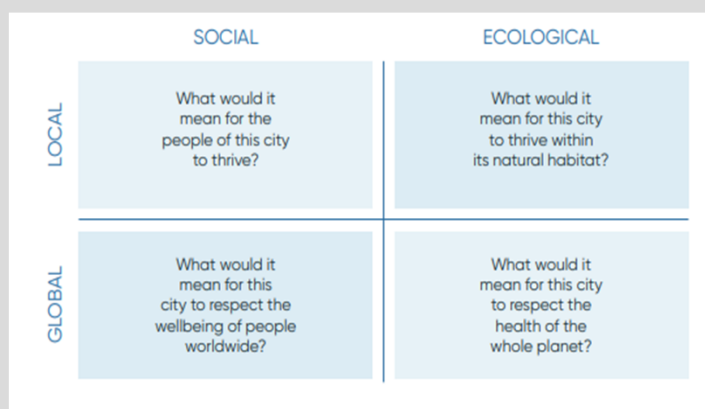 SOCIAL
ECOLOGICAL
LOCAL
What would it
mean for the
people of this city
to thrive?
What would it
mean for this city
to thrive within
its natural habitat?
GLOBAL
What would it
mean for this
city to respect the
wellbeing of people
worldwide?
What would it
mean for this city
to respect the
health of the
whole planet?